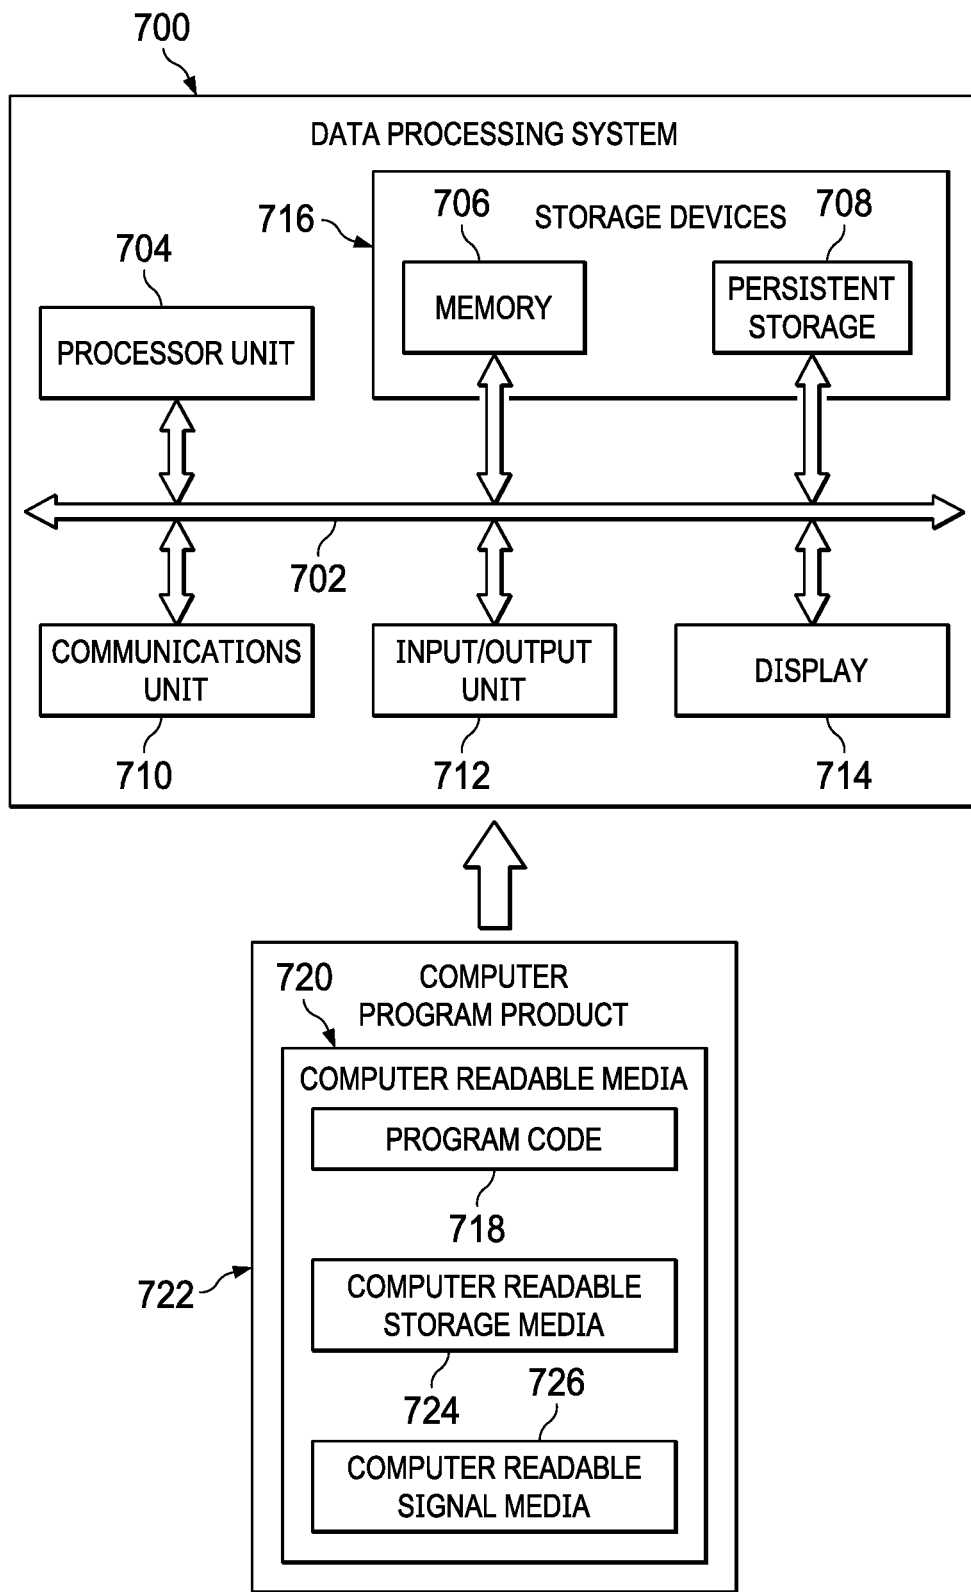 700
DATA PROCESSING SYSTEM
716
706
STORAGE DEVICES
708
704
MEMORY
PERSISTENT
STORAGE
PROCESSOR UNIT
702
COMMUNICATIONS
UNIT
INPUT/OUTPUT
UNIT
DISPLAY
710
712
714
720
COMPUTER
PROGRAM PRODUCT
COMPUTER READABLE MEDIA
PROGRAM CODE
718
722
COMPUTER READABLE
STORAGE MEDIA
724
726
COMPUTER READABLE
SIGNAL MEDIA